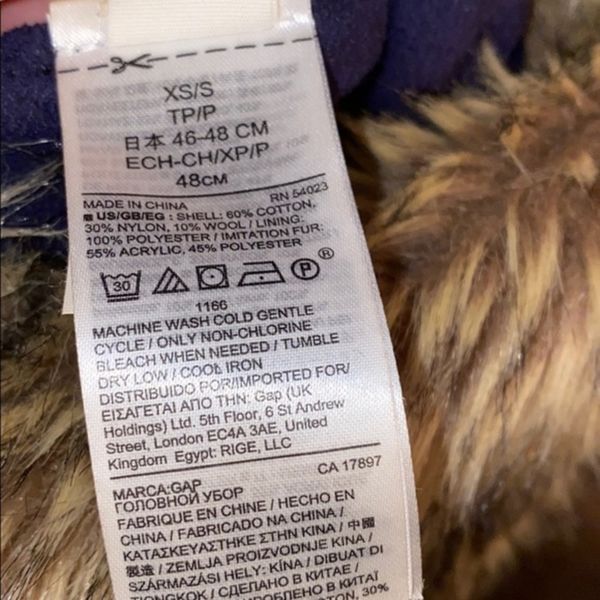 XS/S
TP/P
日本 46-48 CM
ECH-CH/XP/P
48CM
MADE IN CHINA RN 54023
US/GB/EG : SHELL: 60% COTTON,
30% NYLON, 10% WOOL / LINING:
100% POLYESTER / IMITATION FUR:
55% ACRYLIC, 45% POLYESTER
30 P ®
1166
MACHINE WASH COLD GENTLE
CYCLE / ONLY NON-CHLORINE
BLEACH WHEN NEEDED / TUMBLE
DRY LOW / COOL IRON
DISTRIBUIDO POR/IMPORTED FOR/
ΕΙΣΑΓΕΤΑΙ ΑΠΟ ΤΗΝ: Gap (UK
Holdings) Ltd. 5th Floor, 6 St Andrew
Street, London EC4A 3AE, United
Kingdom Egypt: RIGE, LLC
CA 17897
MARCA:GAP
ГОЛОВНОЙ УБОР
FABRIQUE EN CHINE / HECHO EN
CHINA / FABRICADO NA CHINA /
ΚΑΤΑΣΚΕΥΑΣΤΗΚΕ ΣΤΗΝ ΚΙΝΑ / 中國
製造 / ZEMLJA PROIZVODNJE: KINA /
SZÁRMAZÁSI HELY: KÍNA / DIBUAT DI
TIONGKOK / СДЕЛАНО В КИТАЕ /
ВИРОБЛЕНО В КИТАЇ
30%